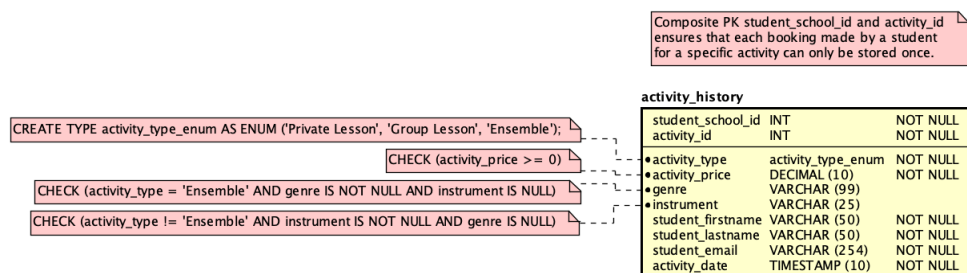 Composite PK student_school_id and activity_id
ensures that each booking made by a student
for a specific activity can only be stored once.
activity_history
student_school_id INT NOT NULL
activity_id INT NOT NULL
CREATE TYPE activity_type_enum AS ENUM ('Private Lesson', 'Group Lesson', 'Ensemble');
CHECK (activity_price >= 0)
CHECK (activity_type = 'Ensemble' AND genre IS NOT NULL AND instrument IS NULL)
CHECK (activity_type != 'Ensemble' AND instrument IS NOT NULL AND genre IS NULL)
activity_type activity_type_enum NOT NULL
activity_price DECIMAL (10) NOT NULL
genre VARCHAR (99)
instrument VARCHAR (25)
student_firstname VARCHAR (50) NOT NULL
student_lastname VARCHAR (50) NOT NULL
student_email VARCHAR (254) NOT NULL
activity_date TIMESTAMP (10) NOT NULL